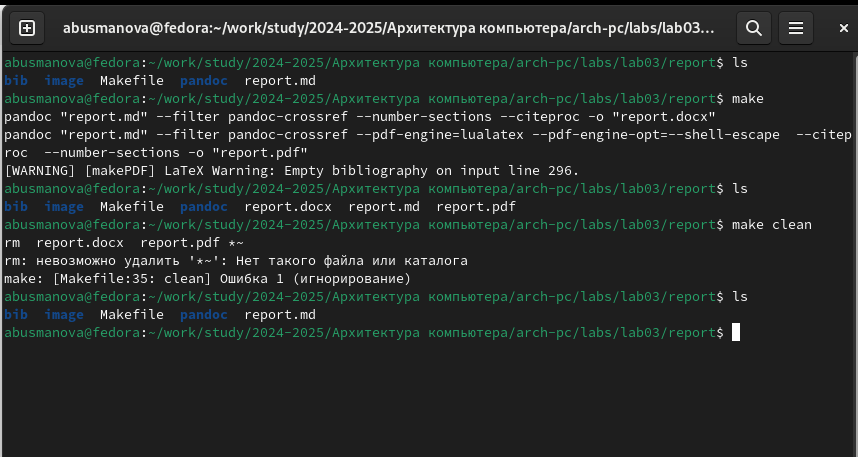 abusmanova@fedora:~/work/study/2024-2025/Архитектура компьютера/arch-pc/labs/lab03...
abusmanova@fedora:~/work/study/2024-2025/Архитектура компьютера/arch-pc/labs/lab03/report$ ls
bib  image  Makefile  pandoc  report.md
abusmanova@fedora:~/work/study/2024-2025/Архитектура компьютера/arch-pc/labs/lab03/report$ make
pandoc "report.md" --filter pandoc-crossref --number-sections --citeproc -o "report.docx"
pandoc "report.md" --filter pandoc-crossref --pdf-engine=lualatex --pdf-engine-opt=--shell-escape  --citep
roc  --number-sections -o "report.pdf"
[WARNING] [makePDF] LaTeX Warning: Empty bibliography on input line 296.
abusmanova@fedora:~/work/study/2024-2025/Архитектура компьютера/arch-pc/labs/lab03/report$ ls
bib  image  Makefile  pandoc  report.docx  report.md  report.pdf
abusmanova@fedora:~/work/study/2024-2025/Архитектура компьютера/arch-pc/labs/lab03/report$ make clean
rm  report.docx  report.pdf *~
rm: невозможно удалить '*~': Нет такого файла или каталога
make: [Makefile:35: clean] Ошибка 1 (игнорирование)
abusmanova@fedora:~/work/study/2024-2025/Архитектура компьютера/arch-pc/labs/lab03/report$ ls
bib  image  Makefile  pandoc  report.md
abusmanova@fedora:~/work/study/2024-2025/Архитектура компьютера/arch-pc/labs/lab03/report$